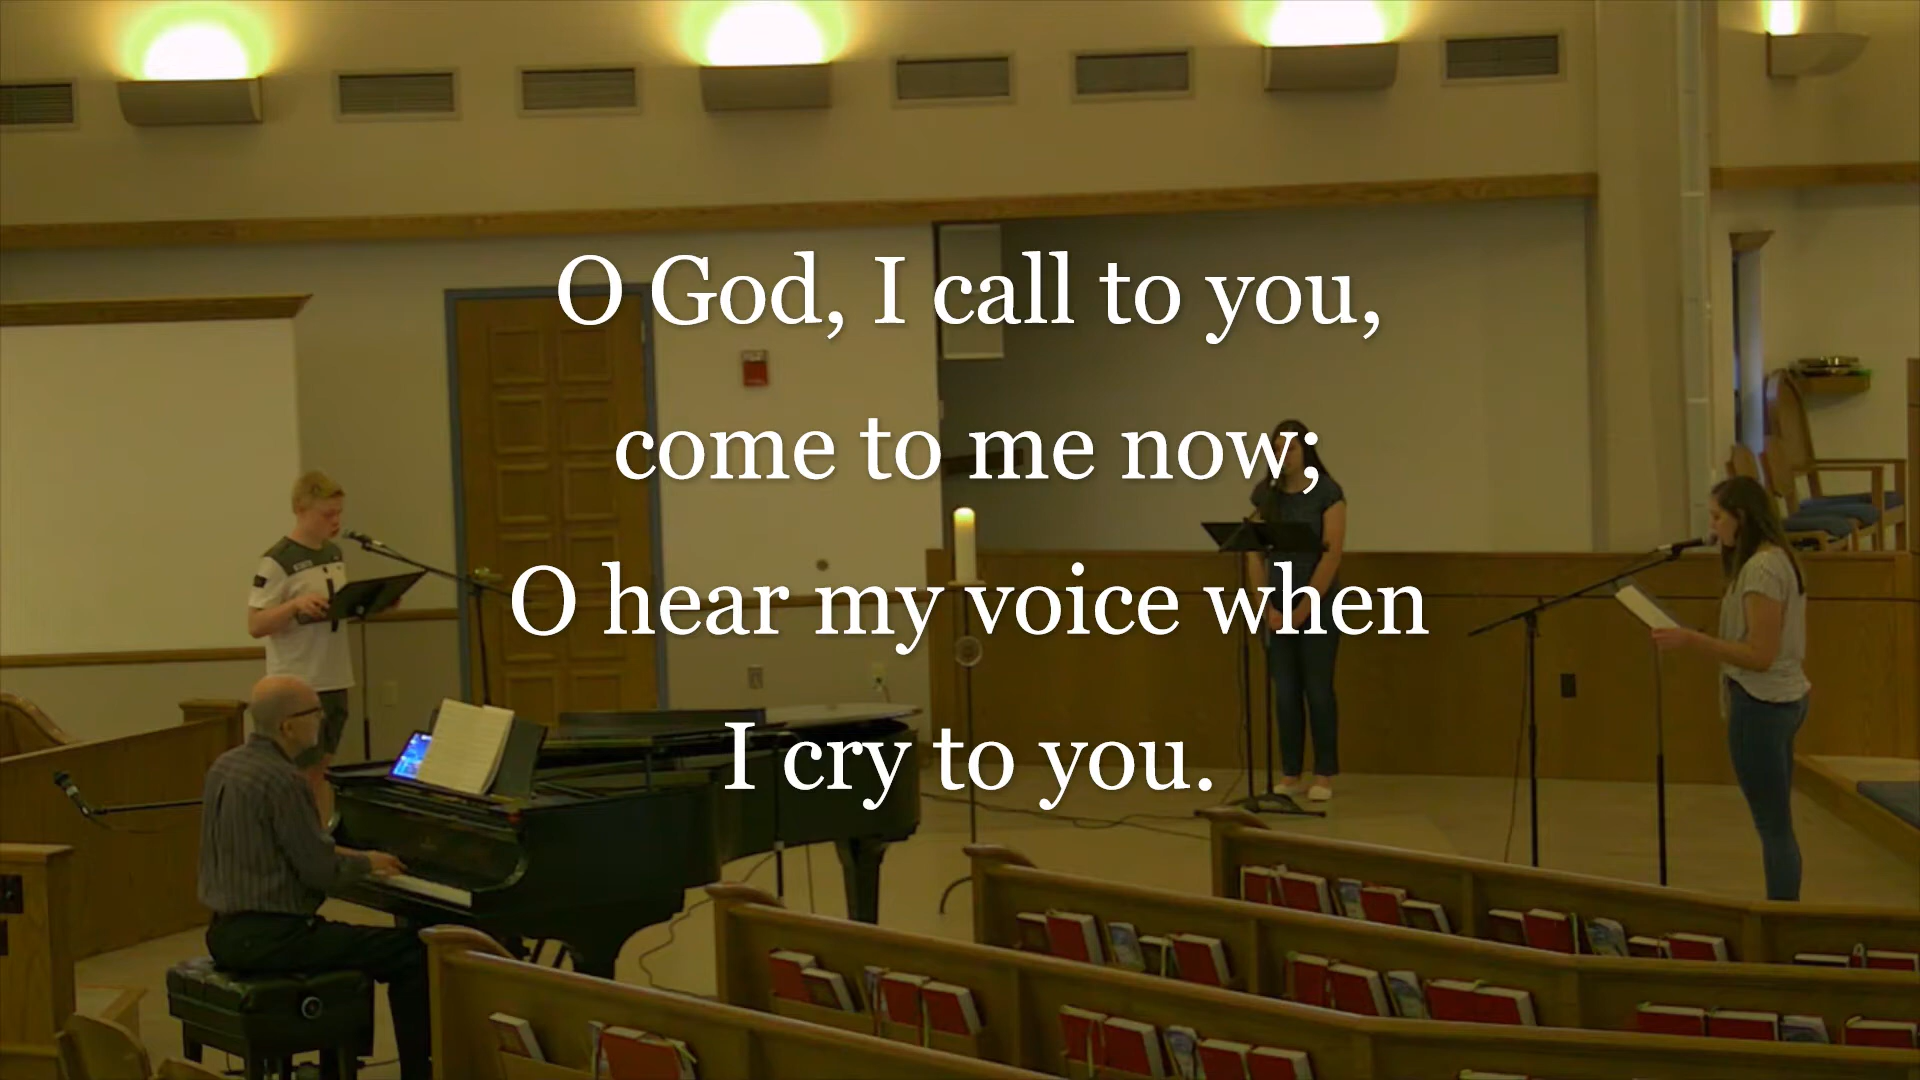 O God, I call to you,
come to me now;
O hear my voice when
I cry to you.